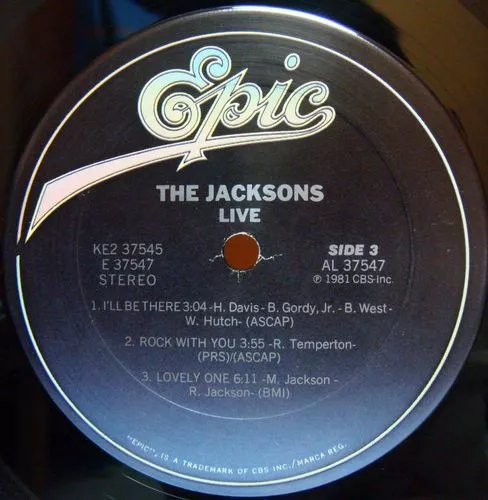 Epic
THE JACKSONS
LIVE
KE2 37545
E 37547
STEREO
SIDE 3
AL 37547
℗ 1981 CBS-Inc.
1. I'LL BE THERE 3:04 -H. Davis - B. Gordy, Jr. - B. West -
W. Hutch- (ASCAP)
2. ROCK WITH YOU 3:55 -R. Temperton-
(PRS)/(ASCAP)
3. LOVELY ONE 6:11 -M. Jackson -
R. Jackson- (BMI)
"EPIC", IS A TRADEMARK OF CBS INC./MARCA REG.